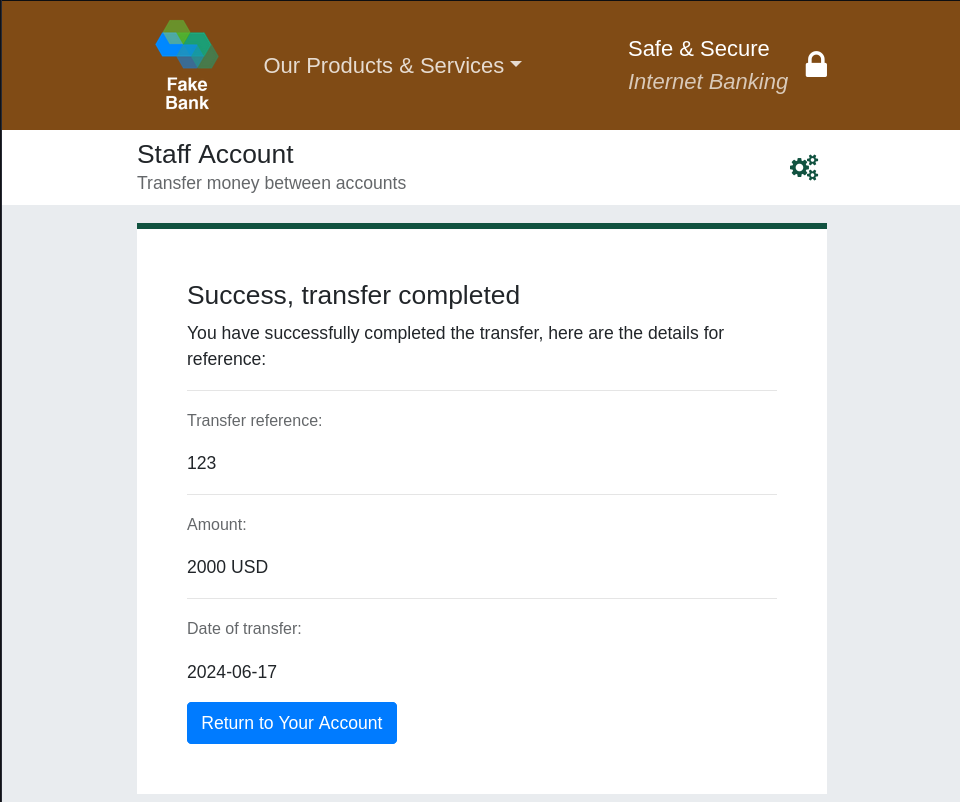 Fake
Bank
Our Products & Services
Safe & Secure
Internet Banking
Staff Account
Transfer money between accounts
Success, transfer completed
You have successfully completed the transfer, here are the details for
reference:
Transfer reference:
123
Amount:
2000 USD
Date of transfer:
2024-06-17
Return to Your Account